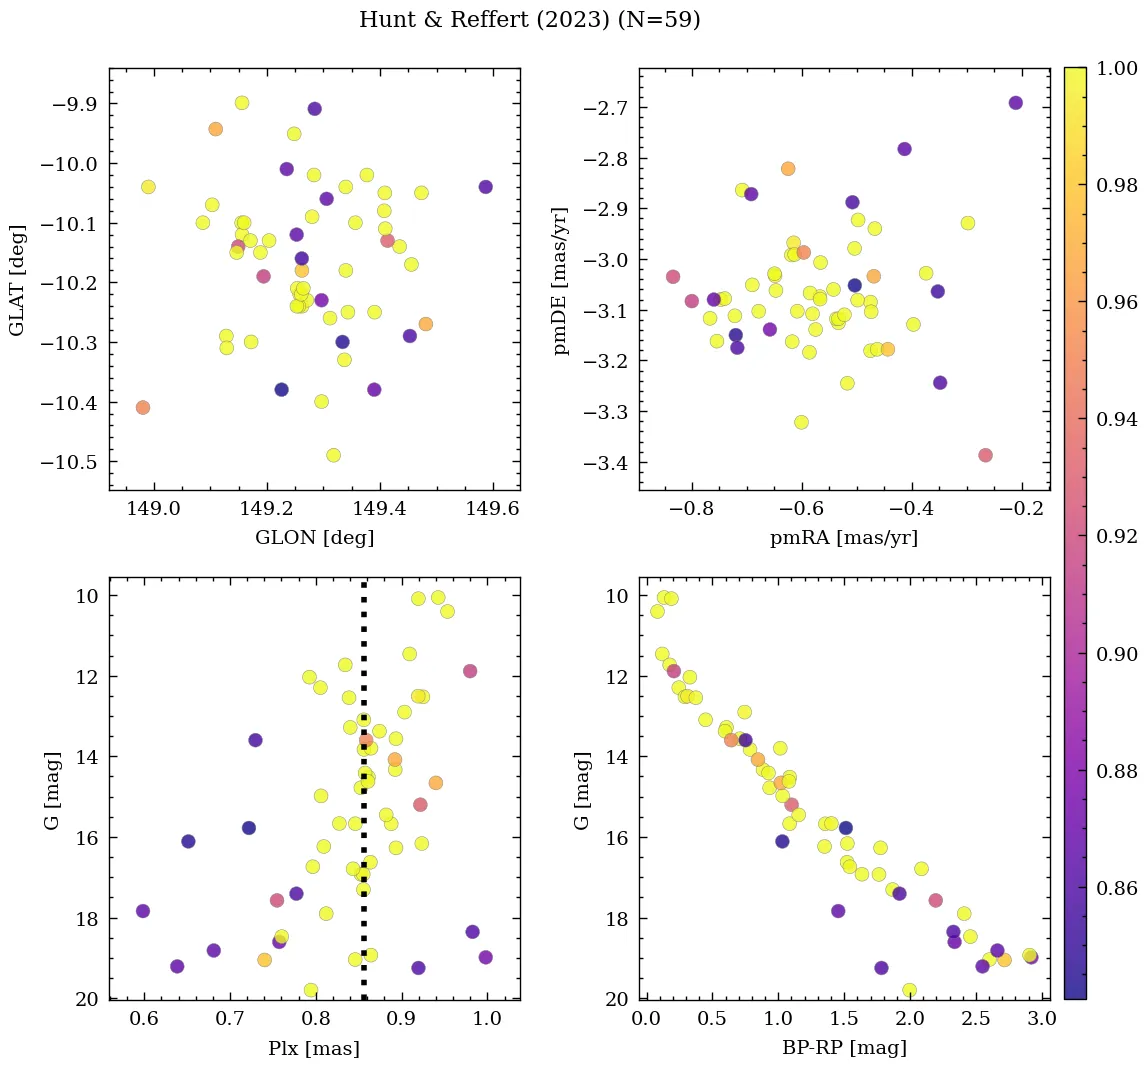 Hunt & Reffert (2023) (N=59)
−9.9
−10.0
−10.1
−10.2
−10.3
−10.4
−10.5
GLAT [deg]
149.0 149.2 149.4 149.6
GLON [deg]
−2.7
−2.8
−2.9
−3.0
−3.1
−3.2
−3.3
−3.4
pmDE [mas/yr]
−0.8 −0.6 −0.4 −0.2
pmRA [mas/yr]
10
12
14
16
18
20
G [mag]
0.6 0.7 0.8 0.9 1.0
Plx [mas]
10
12
14
16
18
20
G [mag]
0.0 0.5 1.0 1.5 2.0 2.5 3.0
BP-RP [mag]
1.00
0.98
0.96
0.94
0.92
0.90
0.88
0.86